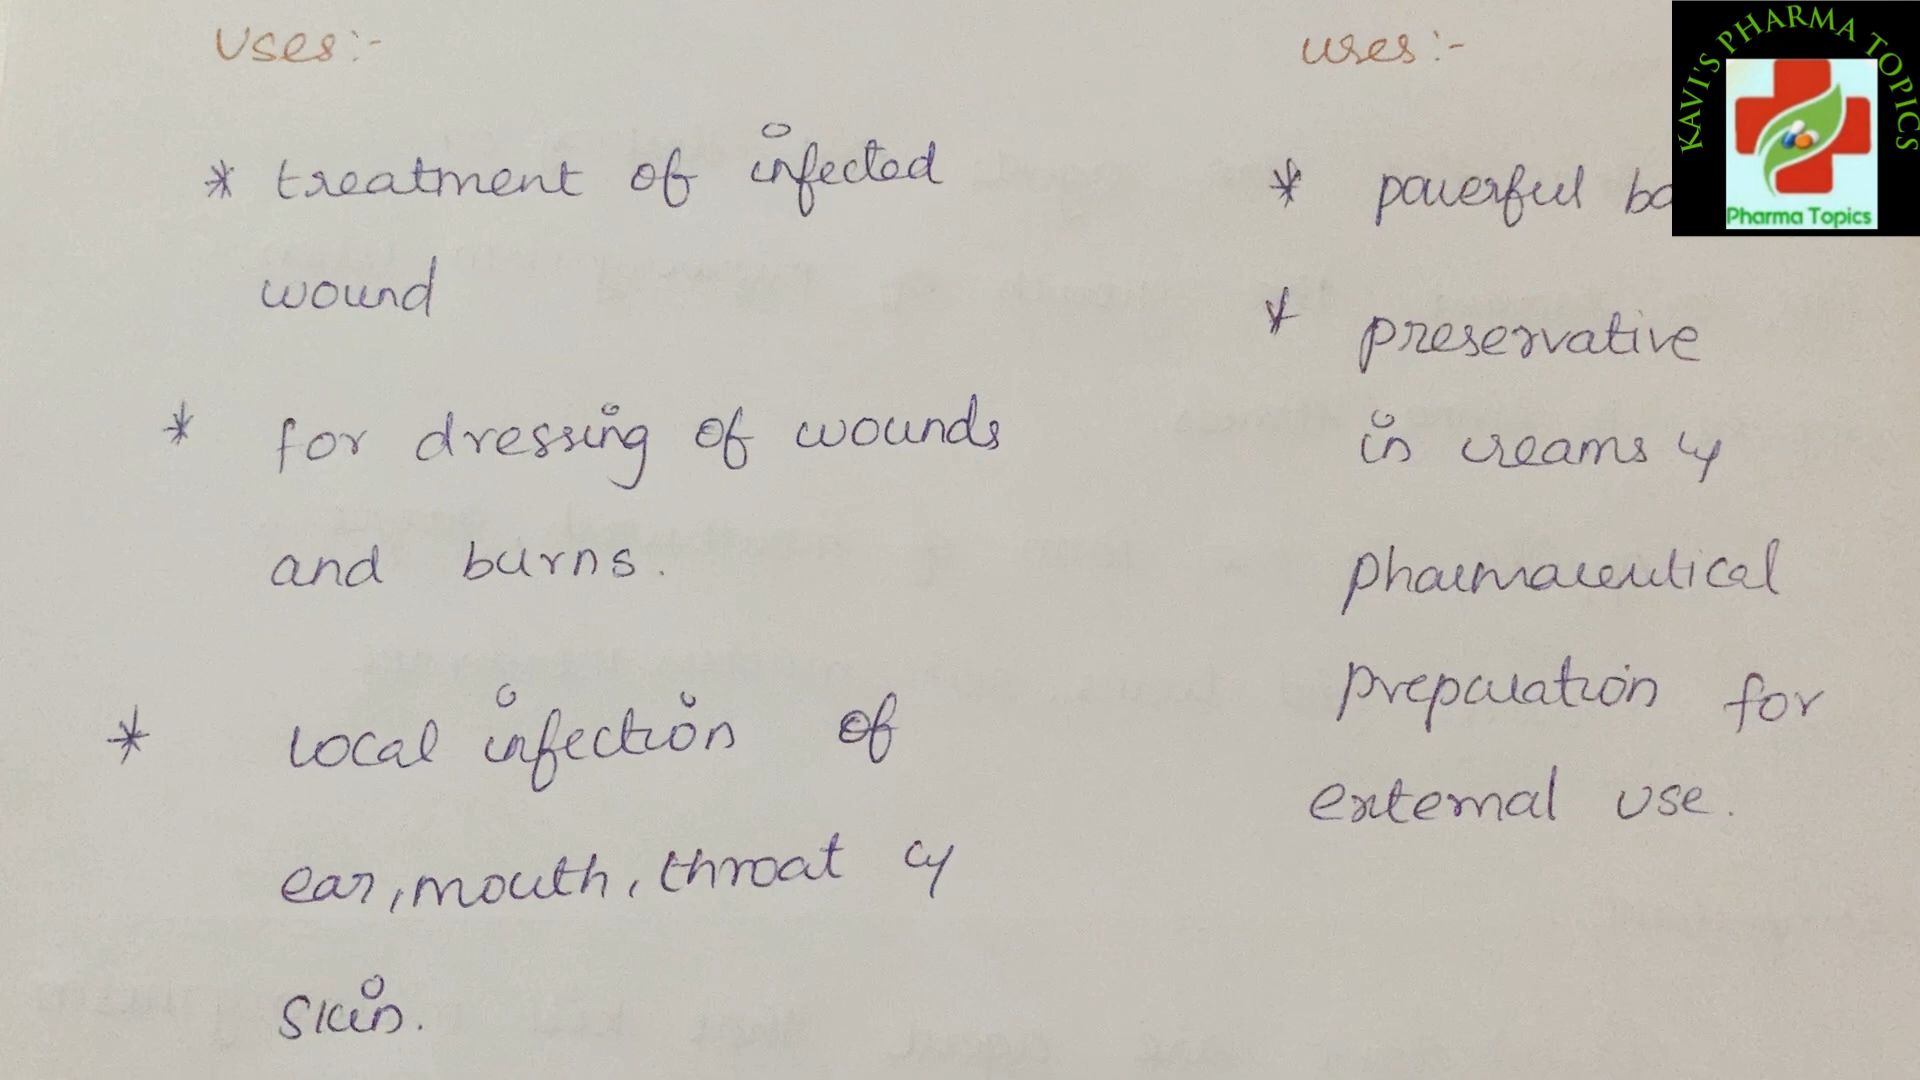 Uses:-
* treatment of infected
wound
* for dressing of wounds
and burns.
* local infection of
ear, mouth, throat &
skin.
uses:-
* powerful
* preservative
in creams &
pharmaceutical
preparation for
external use.
KAVI'S PHARMA TOPICS
Pharma Topics